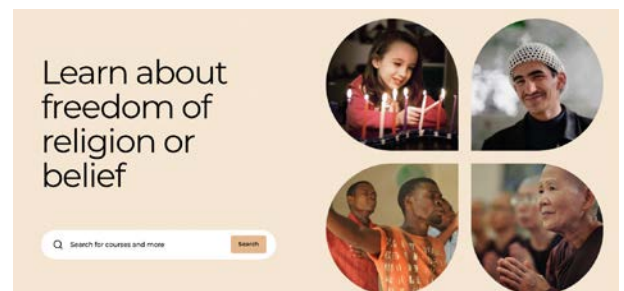 Learn about
freedom of
religion or
belief
Search for courses and more
Search